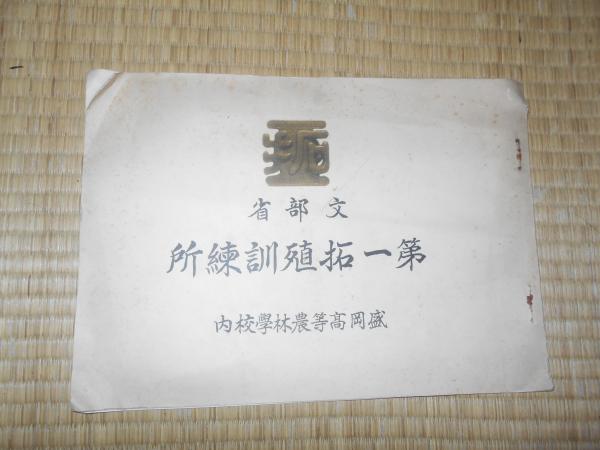 文部省
第一拓殖訓練所
盛岡高等農林學校内